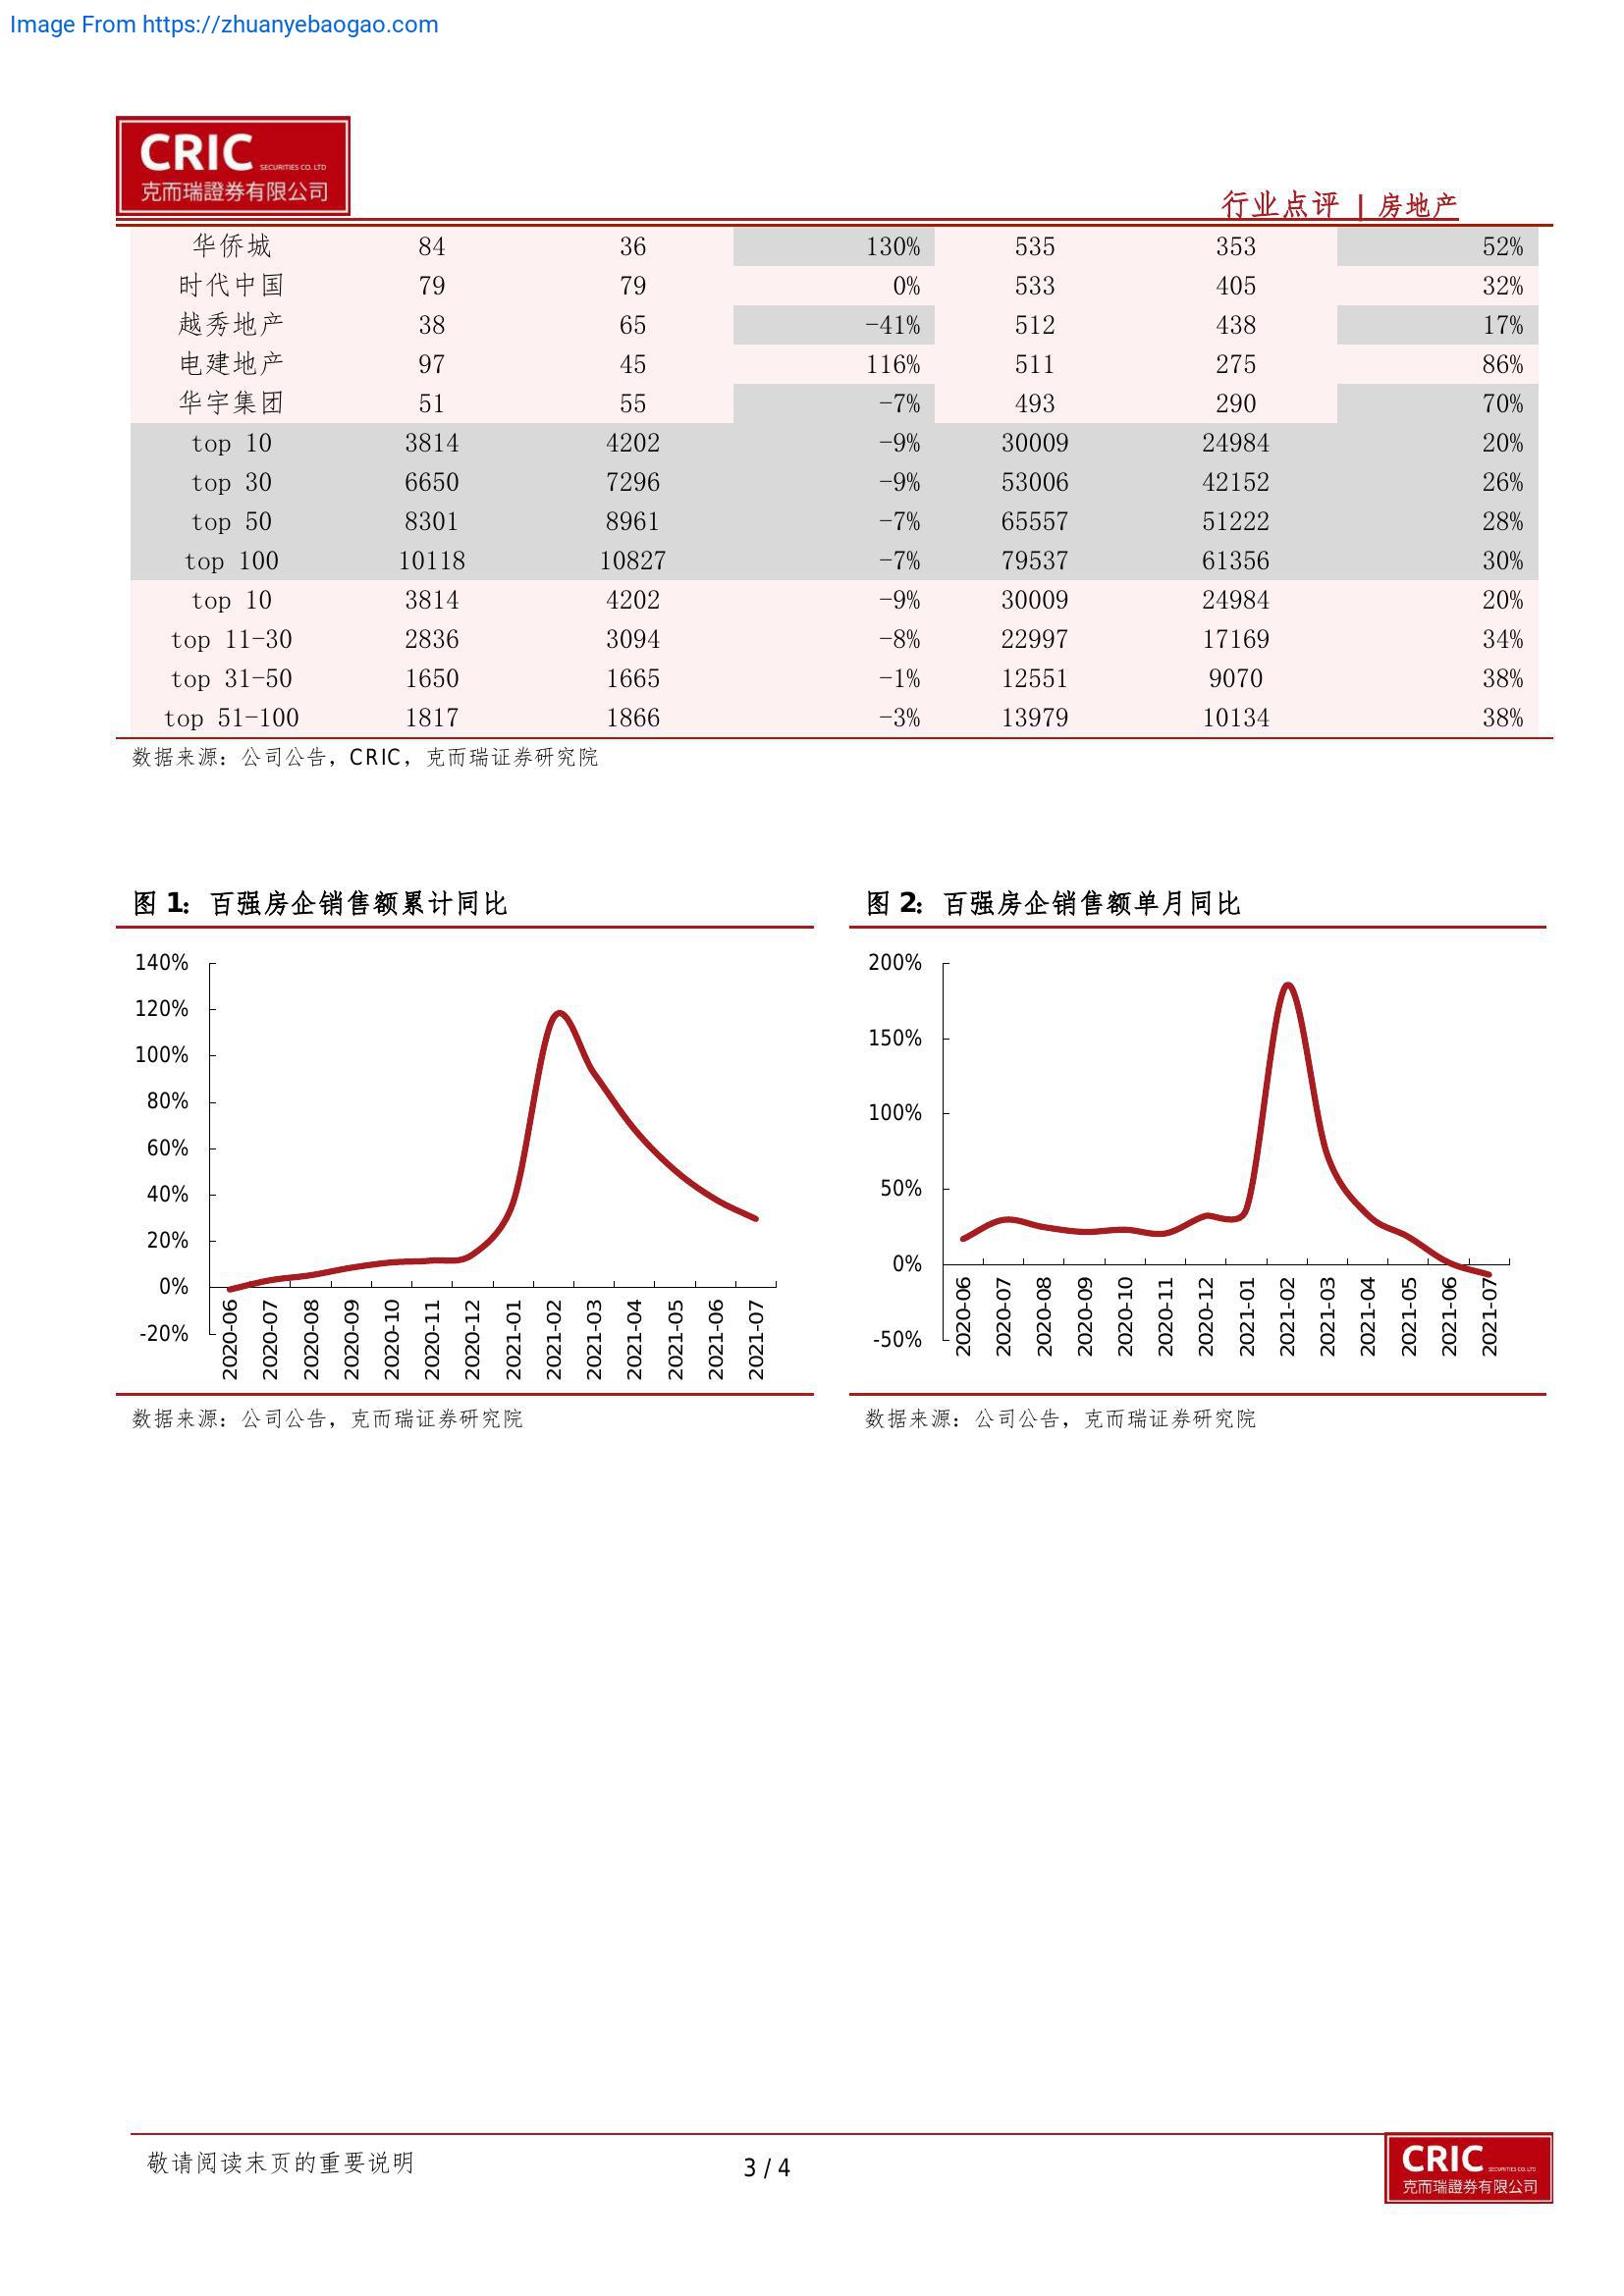 Image From https://zhuanyebaogao.com
CRIC SECURITIES CO. LTD
克而瑞證券有限公司
行业点评 | 房地产
华侨城 84 36 130% 535 353 52%
时代中国 79 79 0% 533 405 32%
越秀地产 38 65 -41% 512 438 17%
电建地产 97 45 116% 511 275 86%
华宇集团 51 55 -7% 493 290 70%
top 10 3814 4202 -9% 30009 24984 20%
top 30 6650 7296 -9% 53006 42152 26%
top 50 8301 8961 -7% 65557 51222 28%
top 100 10118 10827 -7% 79537 61356 30%
top 10 3814 4202 -9% 30009 24984 20%
top 11-30 2836 3094 -8% 22997 17169 34%
top 31-50 1650 1665 -1% 12551 9070 38%
top 51-100 1817 1866 -3% 13979 10134 38%
数据来源：公司公告，CRIC，克而瑞证券研究院
图 1：百强房企销售额累计同比
140%
120%
100%
80%
60%
40%
20%
0%
-20%
2020-06 2020-07 2020-08 2020-09 2020-10 2020-11 2020-12 2021-01 2021-02 2021-03 2021-04 2021-05 2021-06 2021-07
数据来源：公司公告，克而瑞证券研究院
图 2：百强房企销售额单月同比
200%
150%
100%
50%
0%
-50%
2020-06 2020-07 2020-08 2020-09 2020-10 2020-11 2020-12 2021-01 2021-02 2021-03 2021-04 2021-05 2021-06 2021-07
数据来源：公司公告，克而瑞证券研究院
敬请阅读末页的重要说明
3 / 4
CRIC SECURITIES CO. LTD
克而瑞證券有限公司